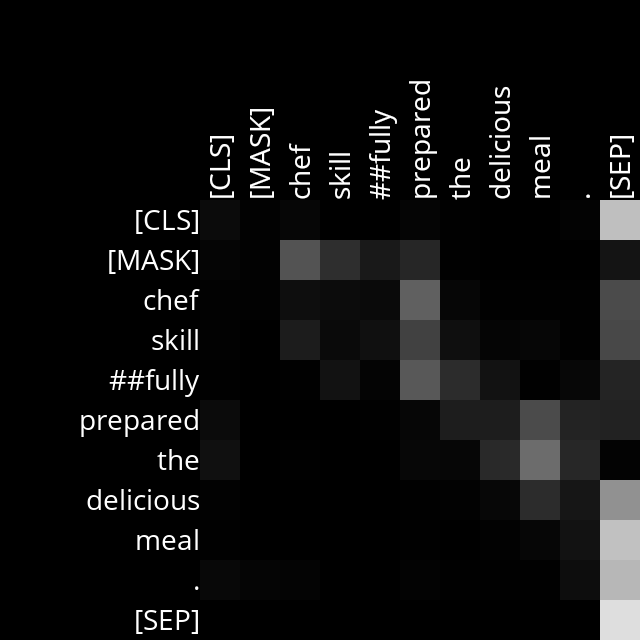 [CLS] [MASK] chef skill ##fully prepared the delicious meal . [SEP]
[CLS]
[MASK]
chef
skill
##fully
prepared
the
delicious
meal
.
[SEP]